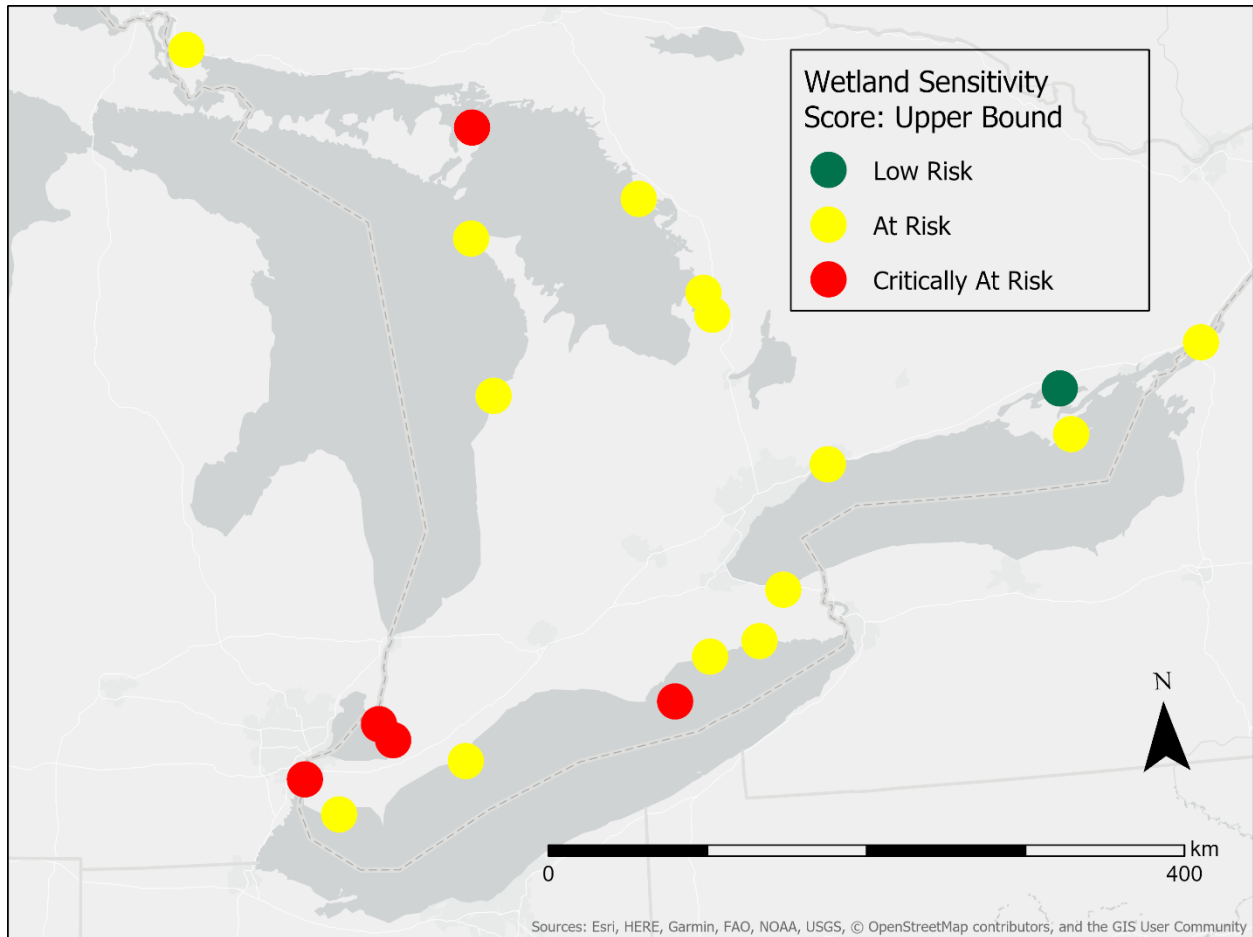 Wetland Sensitivity
Score: Upper Bound
Low Risk
At Risk
Critically At Risk
N
km
0
400
Sources: Esri, HERE, Garmin, FAO, NOAA, USGS, © OpenStreetMap contributors, and the GIS User Community